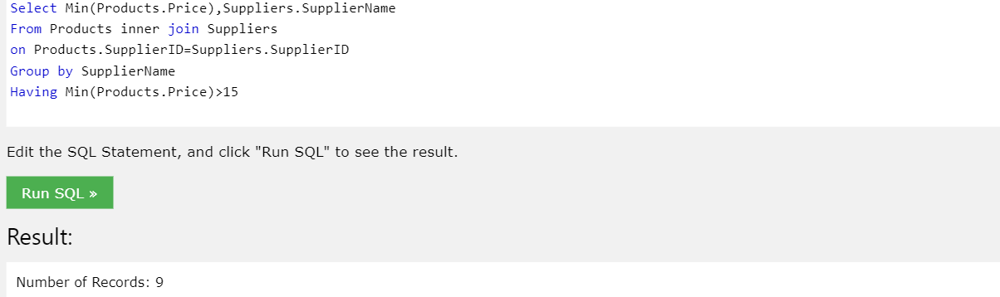 Select Min(Products.Price),Suppliers.SupplierName
From Products inner join Suppliers
on Products.SupplierID=Suppliers.SupplierID
Group by SupplierName
Having Min(Products.Price)>15
Edit the SQL Statement, and click "Run SQL" to see the result.
Run SQL »
Result:
Number of Records: 9